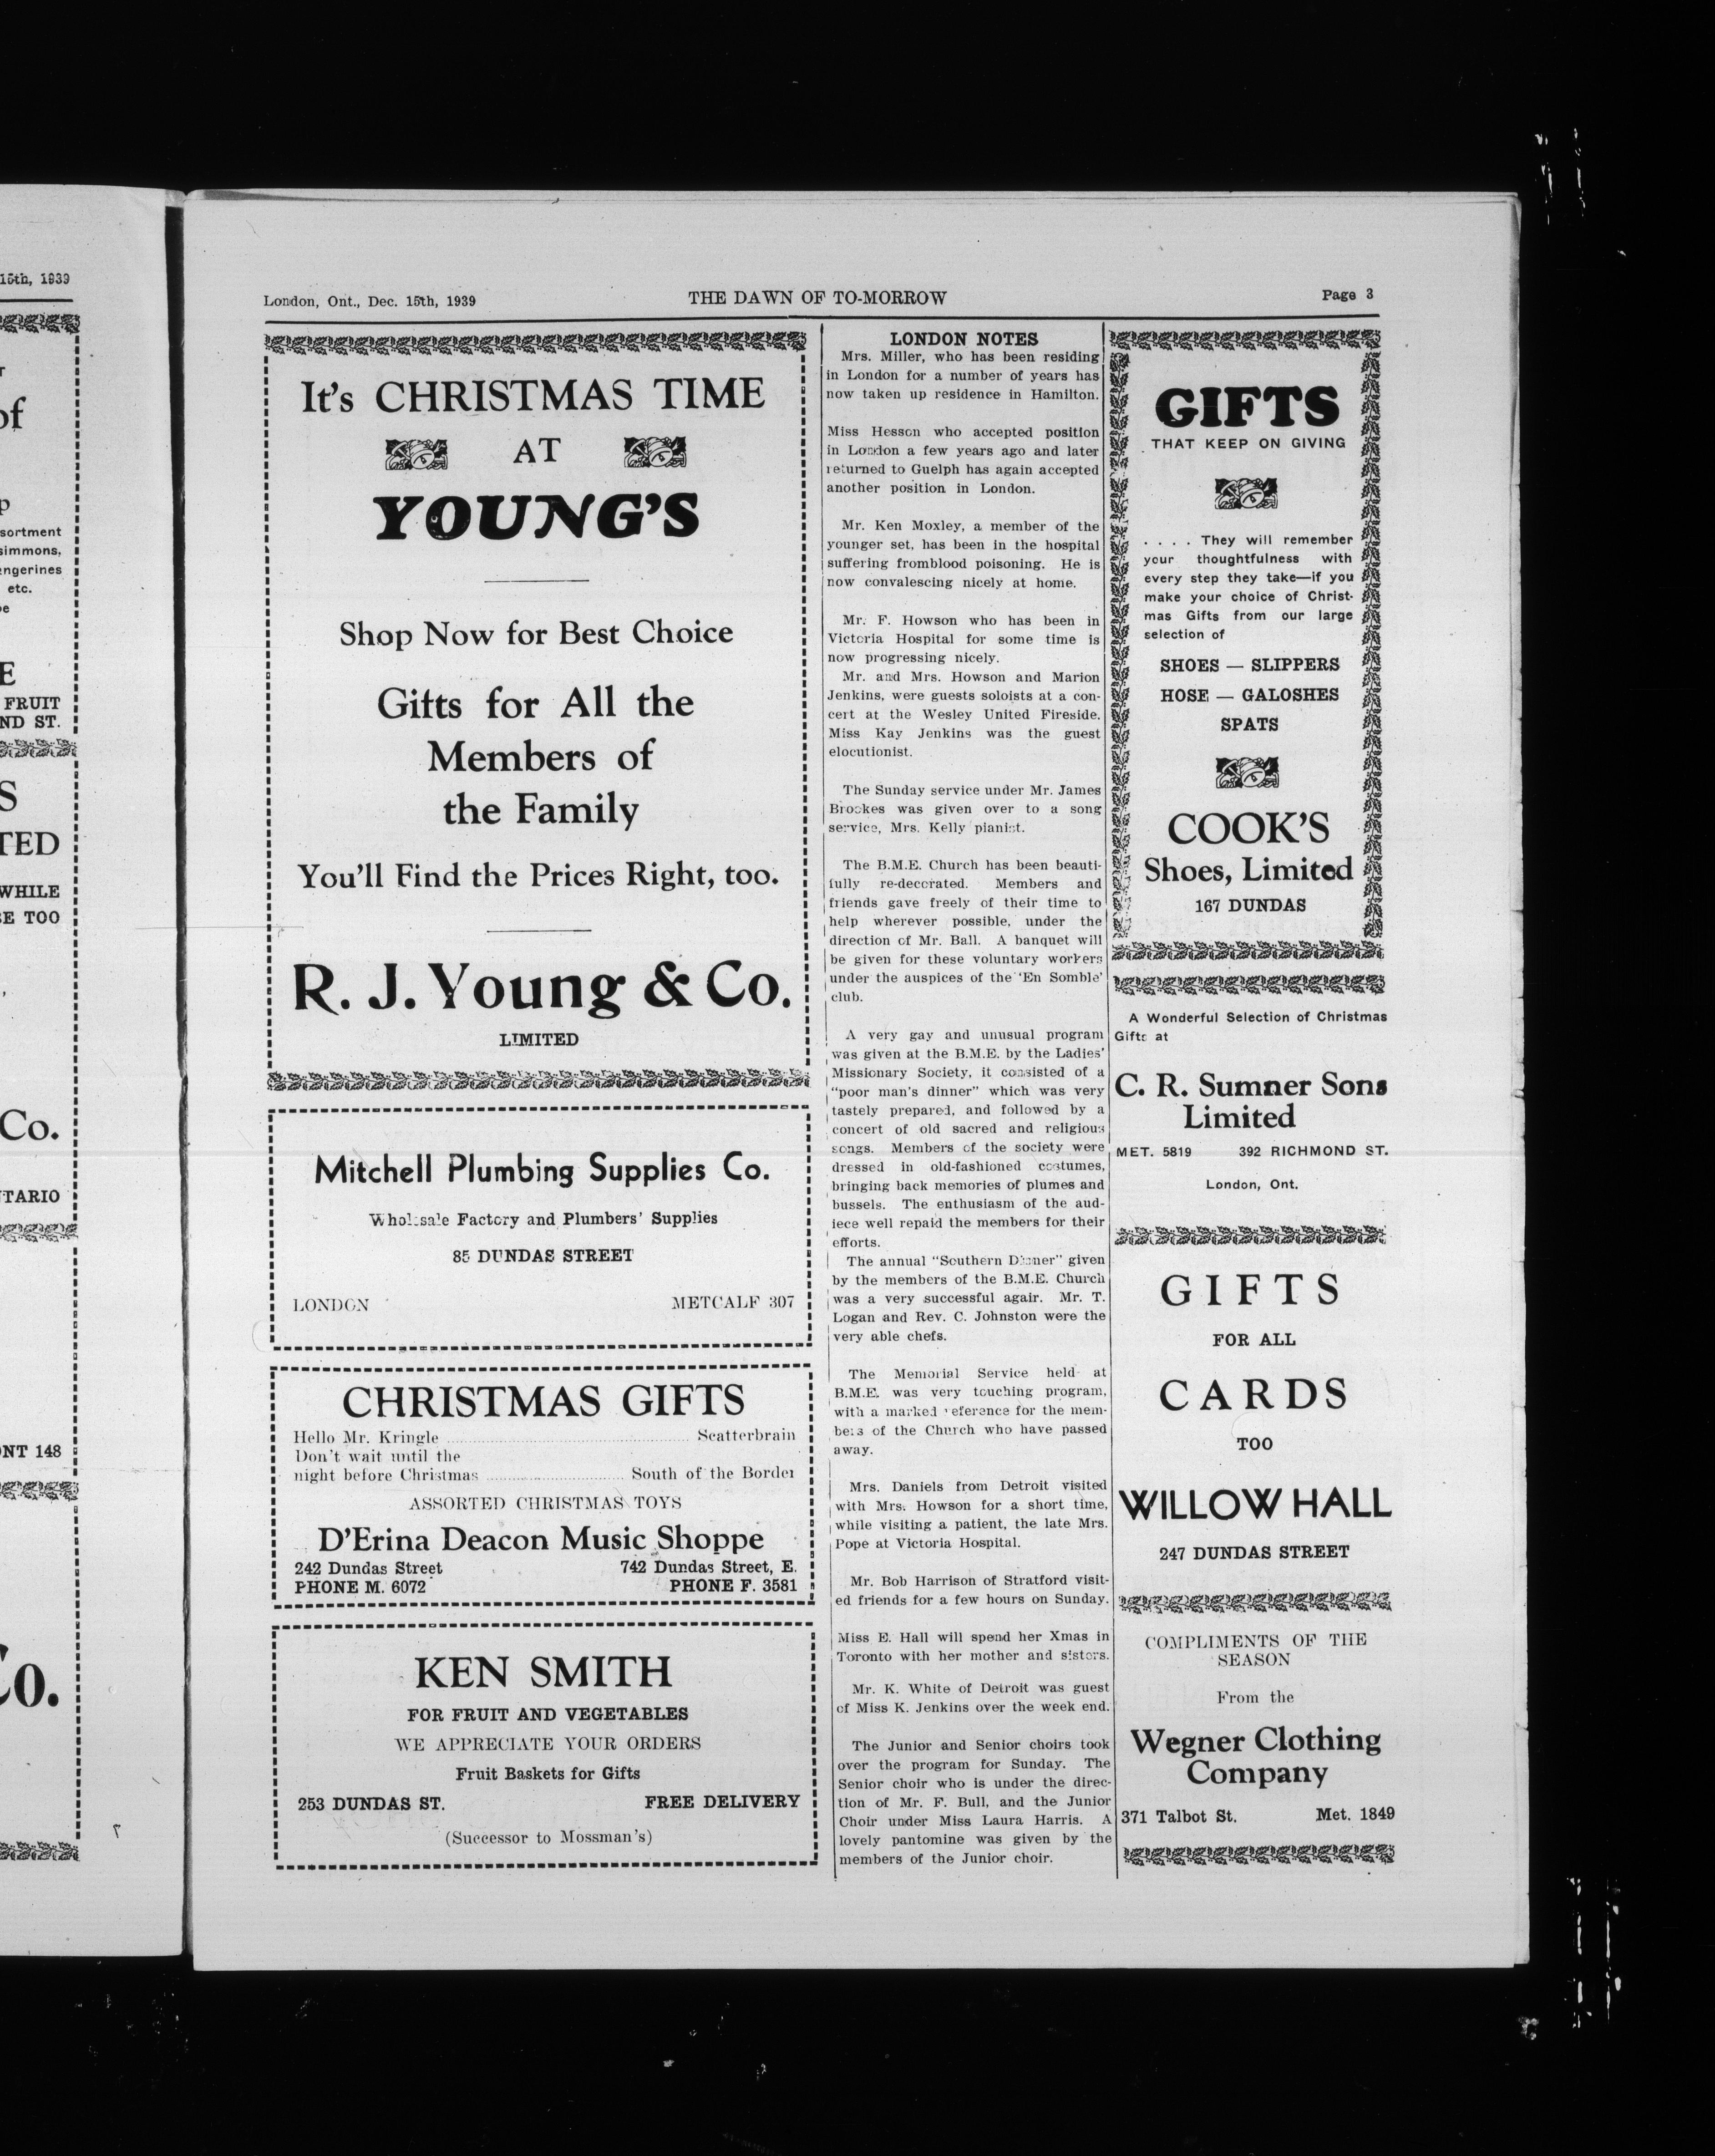 15th, 1939
of
sortment
simmons,
ngerines
etc.
E
FRUIT
ND ST.
S
TED
WHILE
E TOO
Co.
TARIO
NT 148
Co.
London, Ont., Dec. 15th, 1939
THE DAWN OF TO-MORROW
Page 3
It's CHRISTMAS TIME
AT
YOUNG'S
Shop Now for Best Choice
Gifts for All the
Members of
the Family
You'll Find the Prices Right, too.
R. J. Young & Co.
LIMITED
Mitchell Plumbing Supplies Co.
Wholesale Factory and Plumbers' Supplies
85 DUNDAS STREET
LONDON METCALF 307
CHRISTMAS GIFTS
Hello Mr. Kringle ........ Scatterbrain
Don't wait until the
night before Christmas ........ South of the Border
ASSORTED CHRISTMAS TOYS
D'Erina Deacon Music Shoppe
242 Dundas Street 742 Dundas Street, E.
PHONE M. 6072 PHONE F. 3581
KEN SMITH
FOR FRUIT AND VEGETABLES
WE APPRECIATE YOUR ORDERS
Fruit Baskets for Gifts
253 DUNDAS ST. FREE DELIVERY
(Successor to Mossman's)
LONDON NOTES
Mrs. Miller, who has been residing
in London for a number of years has
now taken up residence in Hamilton.
Miss Hesson who accepted position
in London a few years ago and later
returned to Guelph has again accepted
another position in London.
Mr. Ken Moxley, a member of the
younger set, has been in the hospital
suffering fromblood poisoning. He is
now convalescing nicely at home.
Mr. F. Howson who has been in
Victoria Hospital for some time is
now progressing nicely.
Mr. and Mrs. Howson and Marion
Jenkins, were guests soloists at a con-
cert at the Wesley United Fireside.
Miss Kay Jenkins was the guest
elocutionist.
The Sunday service under Mr. James
Brookes was given over to a song
service, Mrs. Kelly pianist.
The B.M.E. Church has been beauti-
fully re-decorated. Members and
friends gave freely of their time to
help wherever possible, under the
direction of Mr. Ball. A banquet will
be given for these voluntary workers
under the auspices of the 'En Somble'
club.
A very gay and unusual program
was given at the B.M.E. by the Ladies'
Missionary Society, it consisted of a
"poor man's dinner" which was very
tastely prepared, and followed by a
concert of old sacred and religious
songs. Members of the society were
dressed in old-fashioned costumes,
bringing back memories of plumes and
bussels. The enthusiasm of the aud-
iece well repaid the members for their
efforts.
The annual "Southern Dinner" given
by the members of the B.M.E. Church
was a very successful agair. Mr. T.
Logan and Rev. C. Johnston were the
very able chefs.
The Memorial Service held at
B.M.E. was very touching program,
with a marked reference for the mem-
bers of the Church who have passed
away.
Mrs. Daniels from Detroit visited
with Mrs. Howson for a short time,
while visiting a patient, the late Mrs.
Pope at Victoria Hospital.
Mr. Bob Harrison of Stratford visit-
ed friends for a few hours on Sunday.
Miss E. Hall will spend her Xmas in
Toronto with her mother and sisters.
Mr. K. White of Detroit was guest
of Miss K. Jenkins over the week end.
The Junior and Senior choirs took
over the program for Sunday. The
Senior choir who is under the direc-
tion of Mr. F. Bull, and the Junior
Choir under Miss Laura Harris. A
lovely pantomine was given by the
members of the Junior choir.
GIFTS
THAT KEEP ON GIVING
. . . . They will remember
your thoughtfulness with
every step they take—if you
make your choice of Christ-
mas Gifts from our large
selection of
SHOES — SLIPPERS
HOSE — GALOSHES
SPATS
COOK'S
Shoes, Limited
167 DUNDAS
A Wonderful Selection of Christmas
Gifts at
C. R. Sumner Sons
Limited
MET. 5819 392 RICHMOND ST.
London, Ont.
GIFTS
FOR ALL
CARDS
TOO
WILLOW HALL
247 DUNDAS STREET
COMPLIMENTS OF THE
SEASON
From the
Wegner Clothing
Company
371 Talbot St. Met. 1849